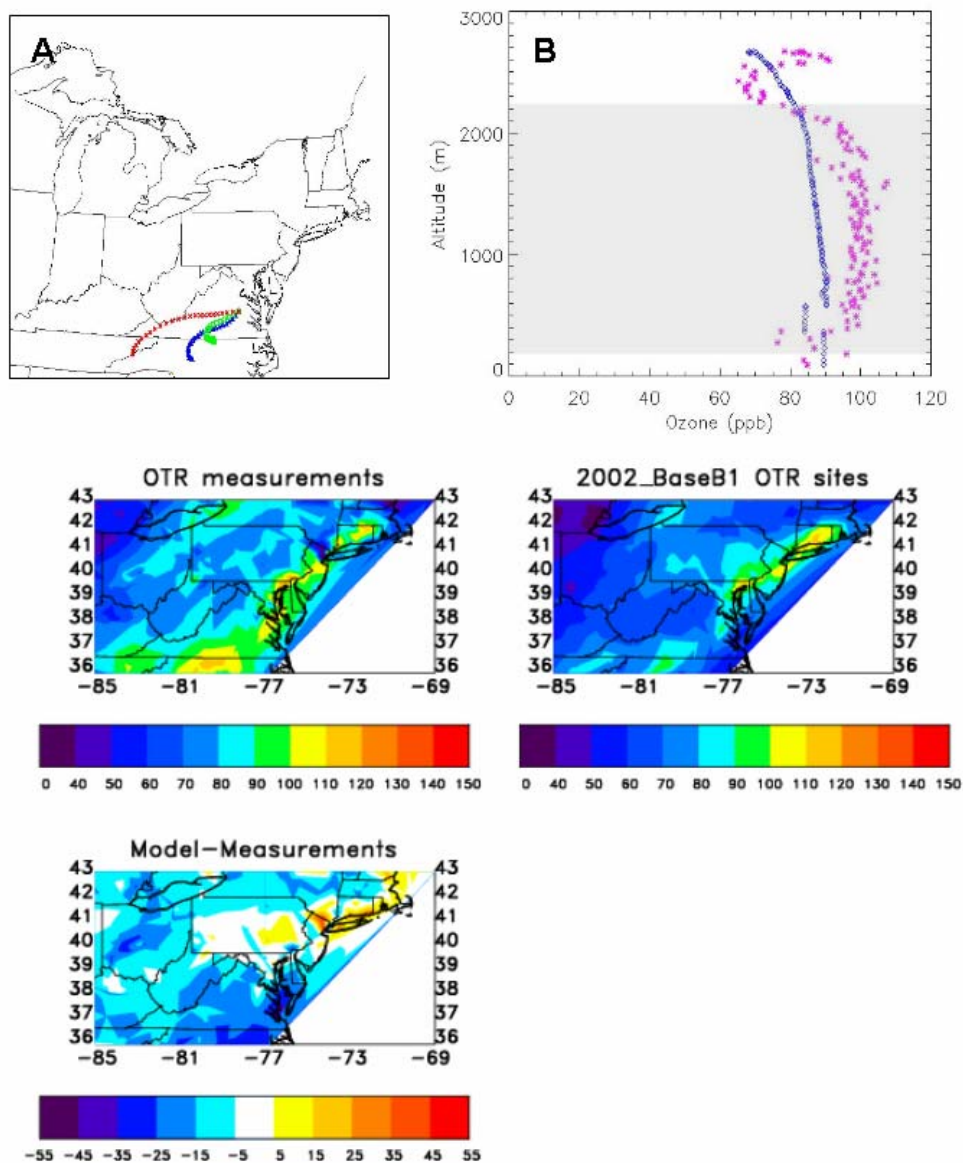 A
B
3000
2000
1000
0
Altitude (m)
0 20 40 60 80 100 120
Ozone (ppb)
OTR measurements
43 43
42 42
41 41
40 40
39 39
38 38
37 37
36 36
-85 -81 -77 -73 -69
0 40 50 60 70 80 90 100 110 120 130 140 150
2002_BaseB1 OTR sites
43 43
42 42
41 41
40 40
39 39
38 38
37 37
36 36
-85 -81 -77 -73 -69
0 40 50 60 70 80 90 100 110 120 130 140 150
Model-Measurements
43 43
42 42
41 41
40 40
39 39
38 38
37 37
36 36
-85 -81 -77 -73 -69
-55 -45 -35 -25 -15 -5 5 15 25 35 45 55